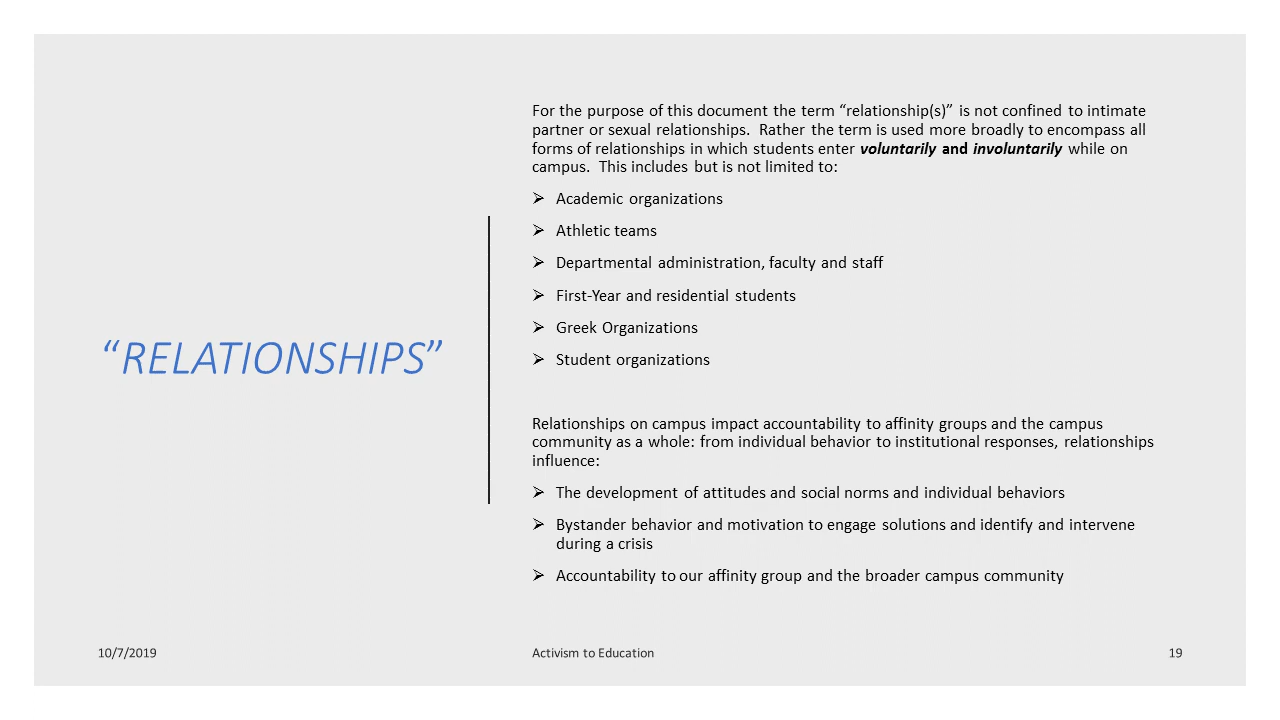 “RELATIONSHIPS”
For the purpose of this document the term “relationship(s)” is not confined to intimate
partner or sexual relationships.  Rather the term is used more broadly to encompass all
forms of relationships in which students enter voluntarily and involuntarily while on
campus.  This includes but is not limited to:
➢ Academic organizations
➢ Athletic teams
➢ Departmental administration, faculty and staff
➢ First-Year and residential students
➢ Greek Organizations
➢ Student organizations
Relationships on campus impact accountability to affinity groups and the campus
community as a whole: from individual behavior to institutional responses, relationships
influence:
➢ The development of attitudes and social norms and individual behaviors
➢ Bystander behavior and motivation to engage solutions and identify and intervene
during a crisis
➢ Accountability to our affinity group and the broader campus community
10/7/2019
Activism to Education
19